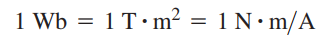 1 Wb = 1 T·m² = 1 N·m/A